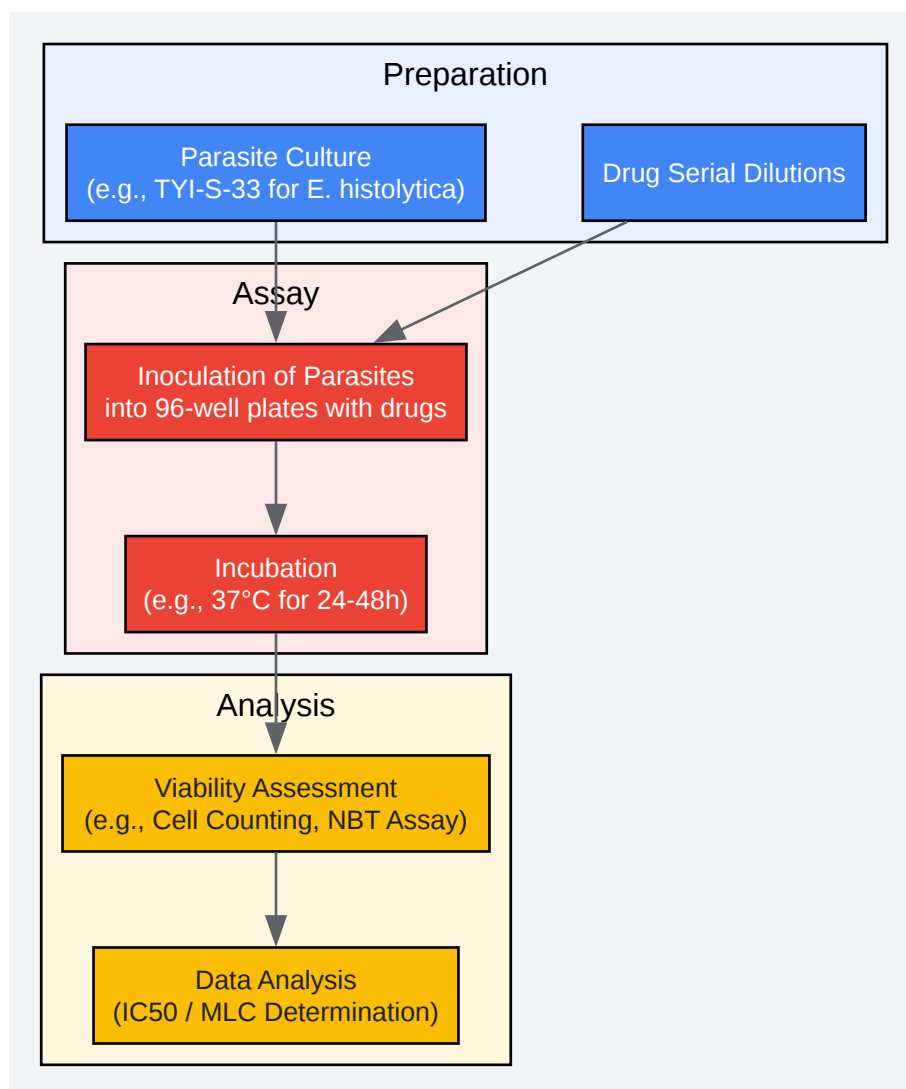 Preparation
Parasite Culture
(e.g., TYI-S-33 for E. histolytica)
Drug Serial Dilutions
Assay
Inoculation of Parasites
into 96-well plates with drugs
Incubation
(e.g., 37°C for 24-48h)
Analysis
Viability Assessment
(e.g., Cell Counting, NBT Assay)
Data Analysis
(IC50 / MLC Determination)